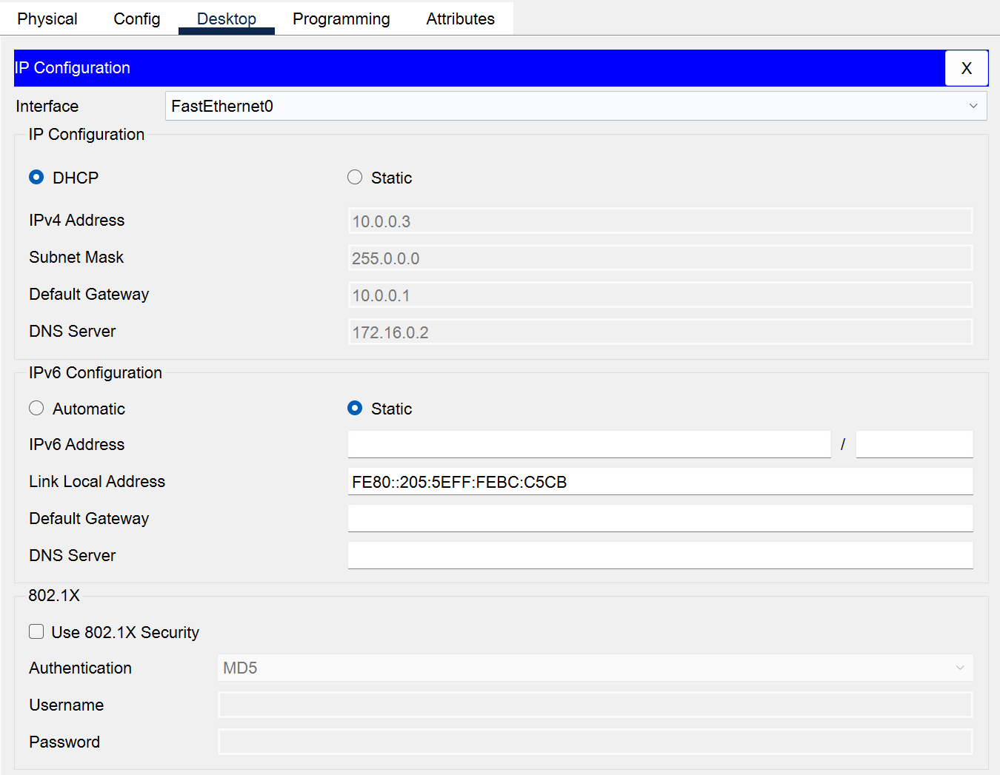 Physical Config Desktop Programming Attributes
IP Configuration X
Interface FastEthernet0
IP Configuration
DHCP Static
IPv4 Address 10.0.0.3
Subnet Mask 255.0.0.0
Default Gateway 10.0.0.1
DNS Server 172.16.0.2
IPv6 Configuration
Automatic Static
IPv6 Address /
Link Local Address FE80::205:5EFF:FEBC:C5CB
Default Gateway
DNS Server
802.1X
Use 802.1X Security
Authentication MD5
Username
Password